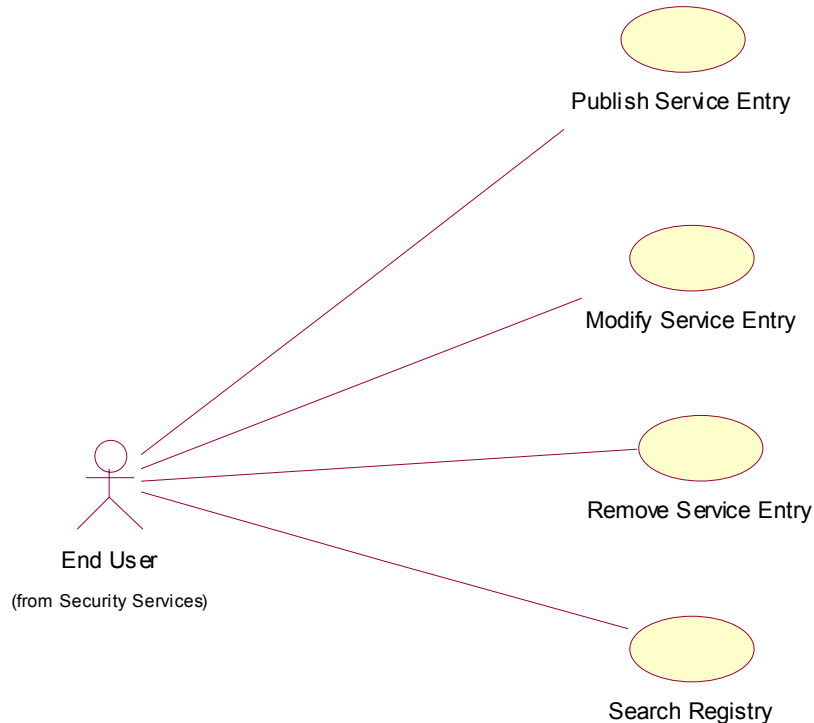 Publish Service Entry
Modify Service Entry
Remove Service Entry
End User
(from Security Services)
Search Registry